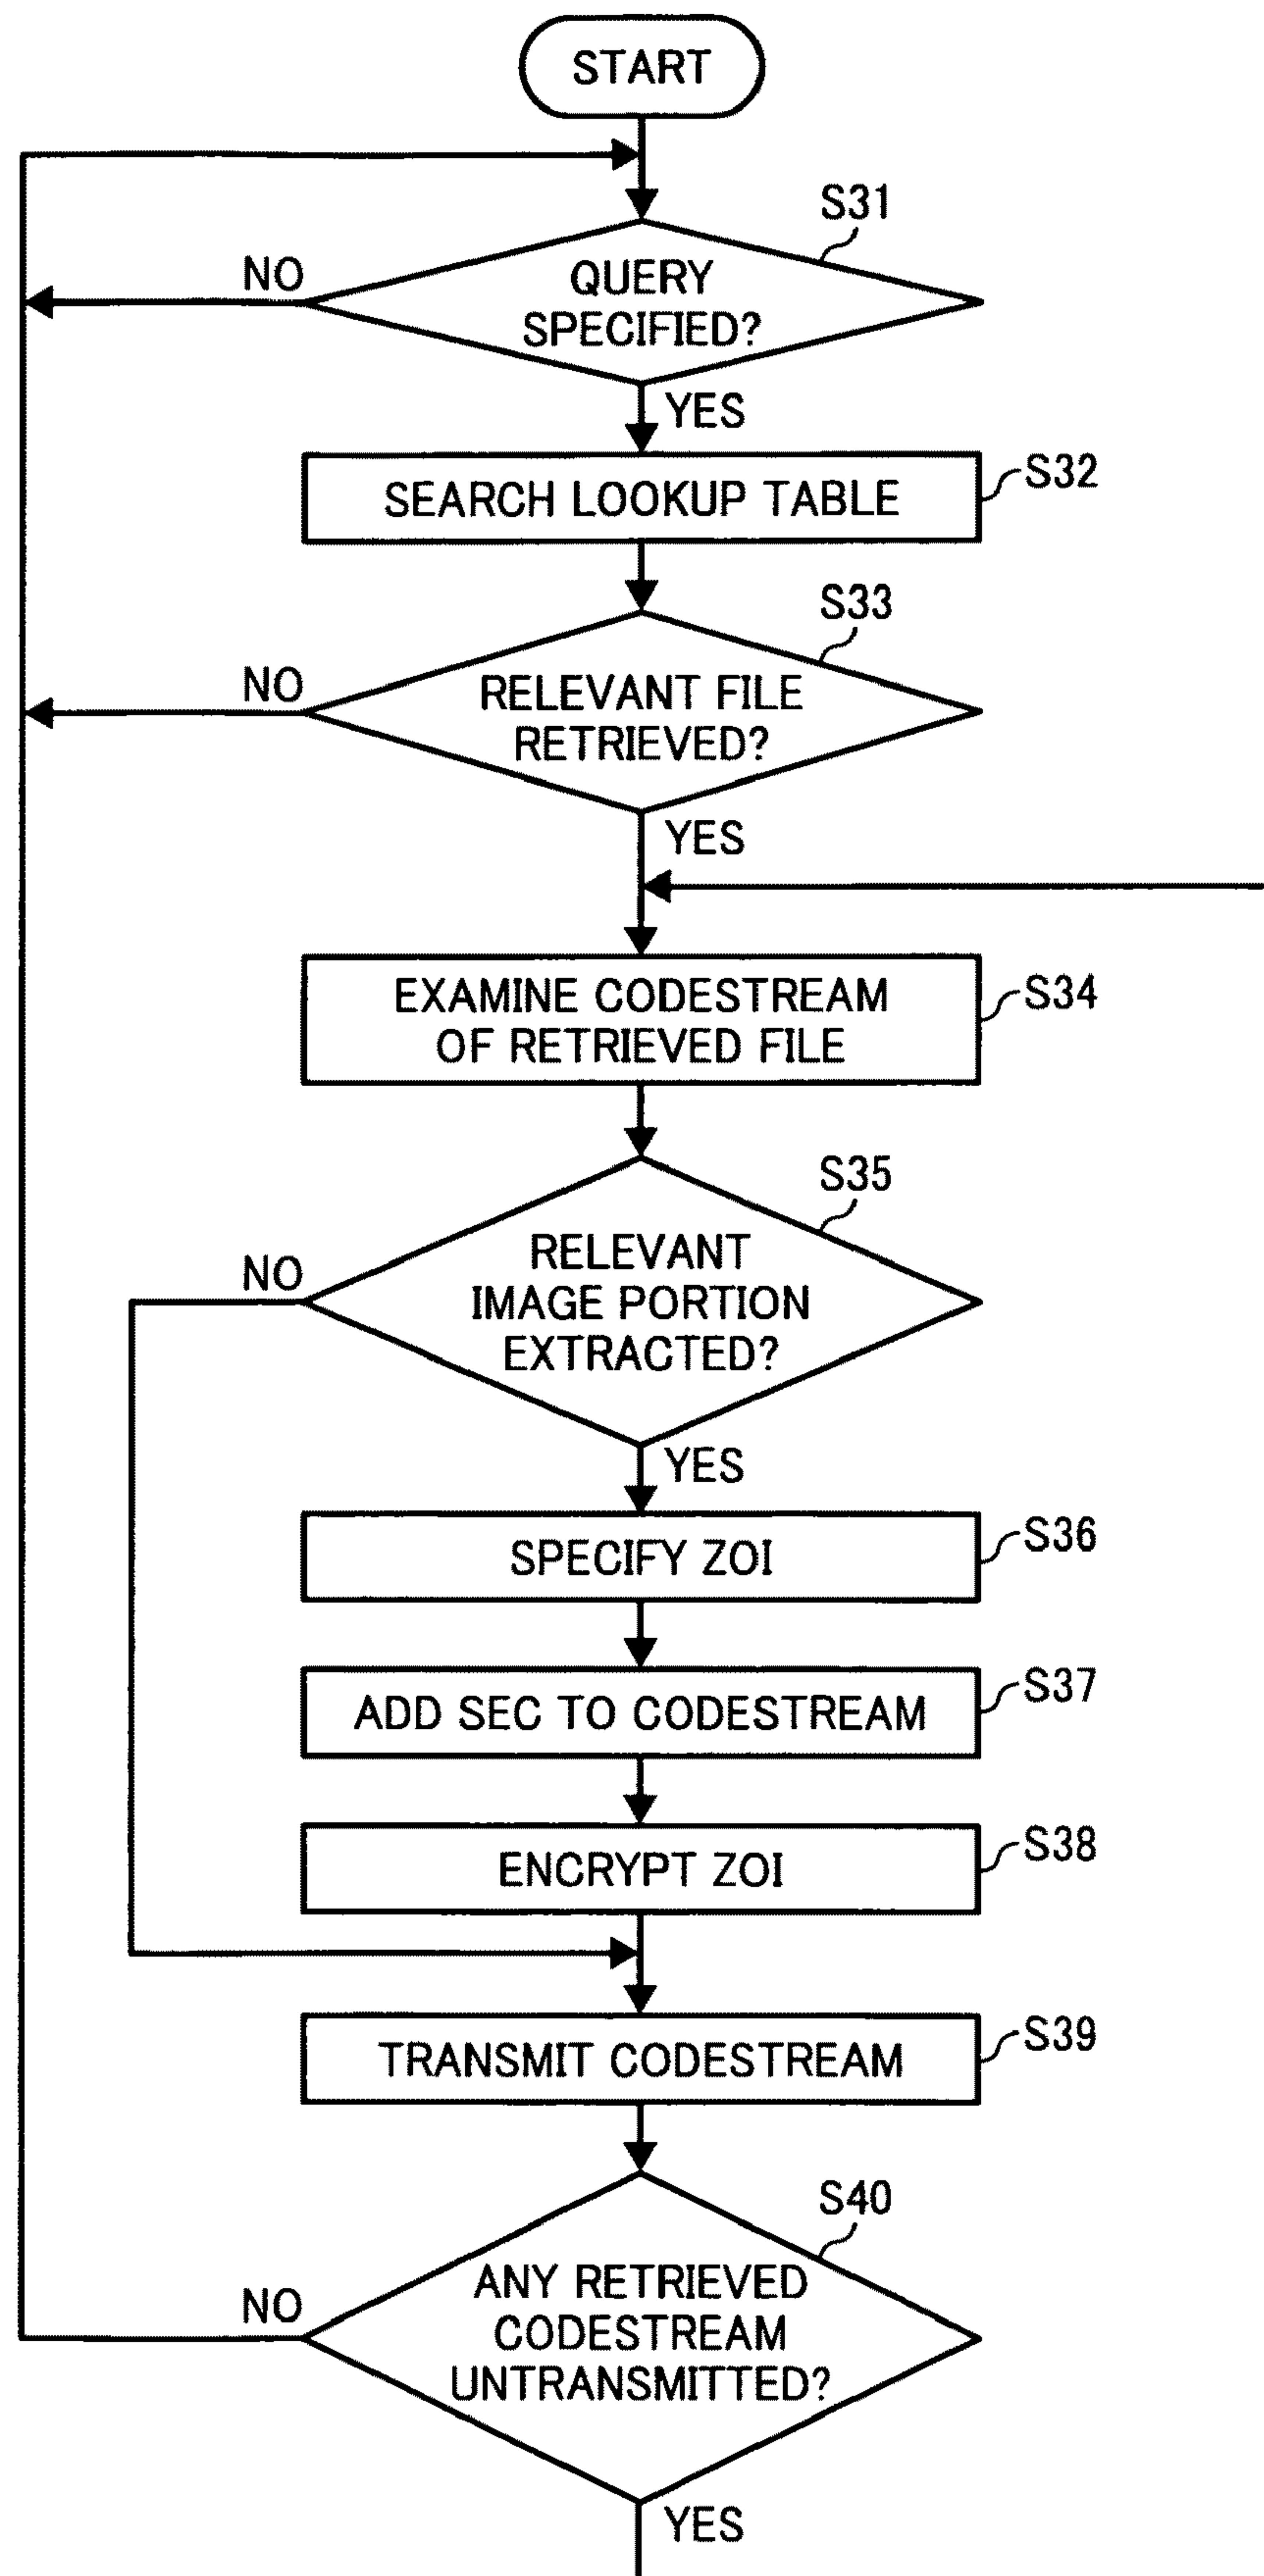 START
S31
NO
QUERY
SPECIFIED?
YES
S32
SEARCH LOOKUP TABLE
S33
NO
RELEVANT FILE
RETRIEVED?
YES
S34
EXAMINE CODESTREAM
OF RETRIEVED FILE
S35
NO
RELEVANT
IMAGE PORTION
EXTRACTED?
YES
S36
SPECIFY ZOI
S37
ADD SEC TO CODESTREAM
S38
ENCRYPT ZOI
S39
TRANSMIT CODESTREAM
S40
NO
ANY RETRIEVED
CODESTREAM
UNTRANSMITTED?
YES